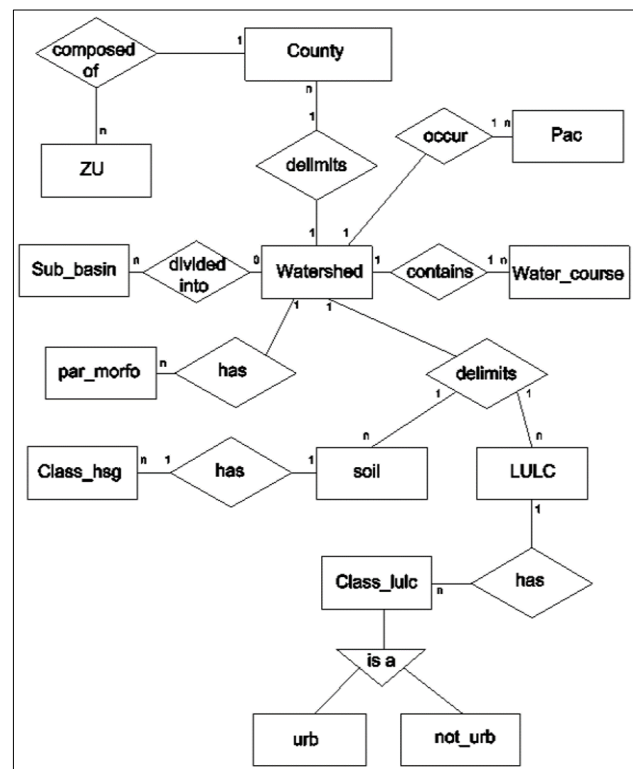 composed
of
1
County
n
n
1
ZU
delimits
1
occur
1 n
Pac
1
Sub_basin
n
divided
into
0
Watershed
1
contains
1 n
Water_course
1
1
par_morfo
n
has
delimits
1
1
n
n
Class_hsg
n
1
has
1
soil
LULC
1
Class_lulc
n
has
is a
urb
not_urb